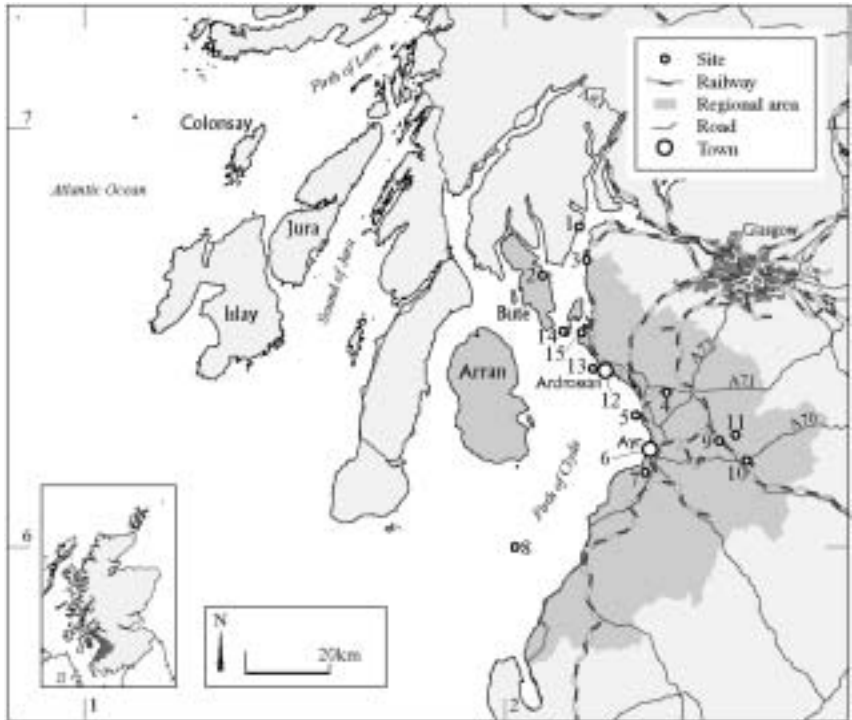 Site
Railway
Regional area
Road
Town
Firth of Lorn
7
Colonsay
Atlantic Ocean
Jura
Sound of Jura
Islay
1
Glasgow
3
2
Bute
14
15
Arran
13
Ardrossan
12
A71
4
5
11
A70
9
Ayr
6
10
7
Firth of Clyde
6
8
N
20km
1
2